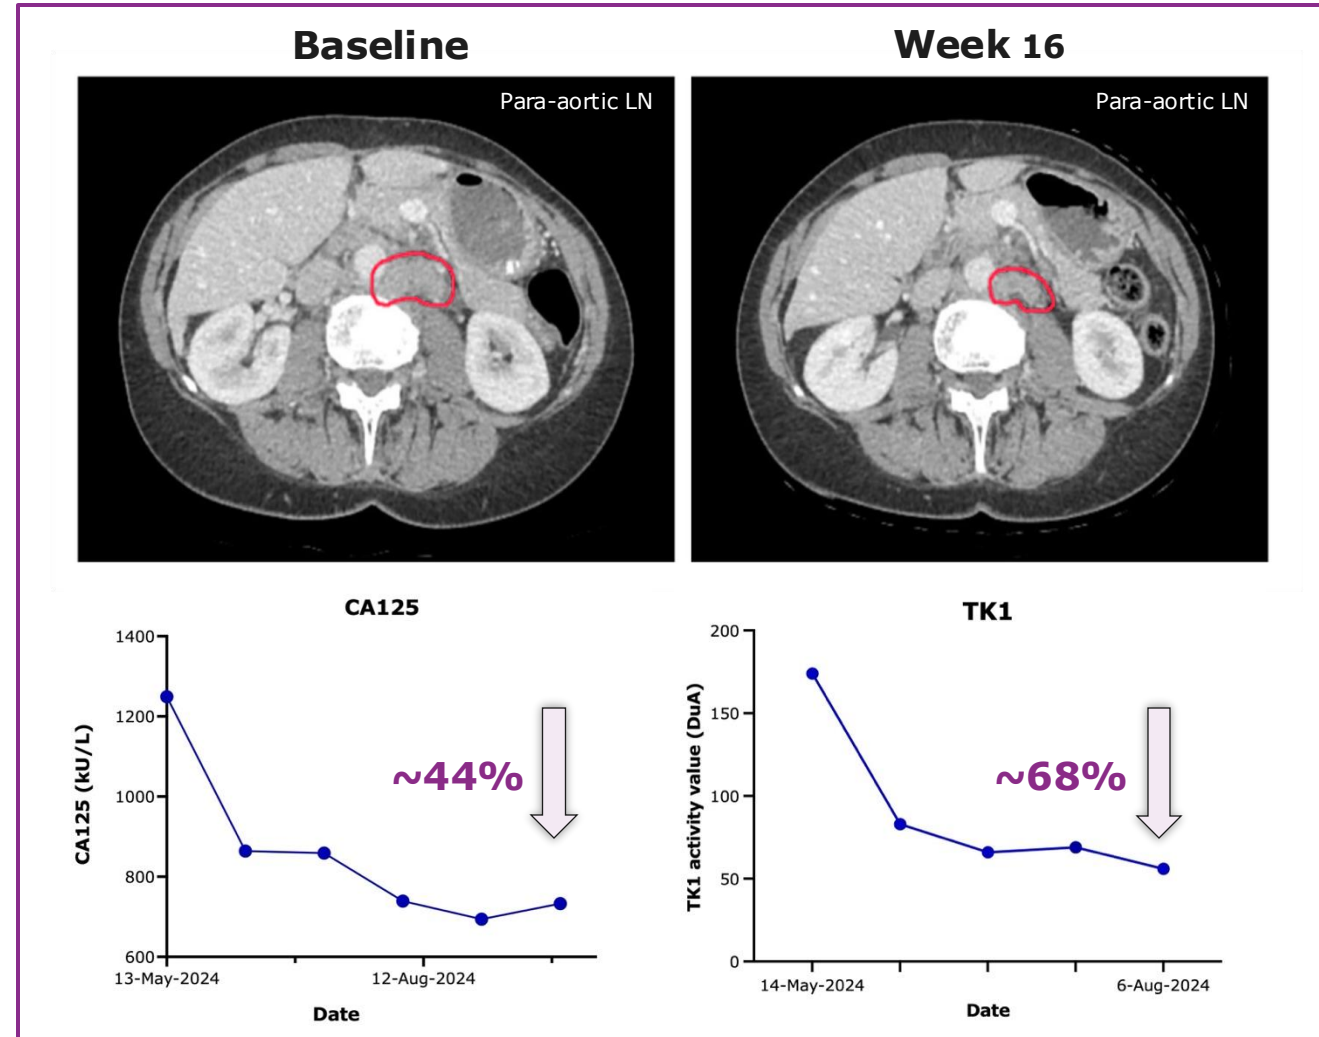 Baseline
Week 16
Para-aortic LN
Para-aortic LN
CA125
1400
1200
1000
800
600
CA125 (kU/L)
~44%
13-May-2024
12-Aug-2024
Date
TK1
200
150
100
50
0
TK1 activity value (DuA)
~68%
14-May-2024
6-Aug-2024
Date